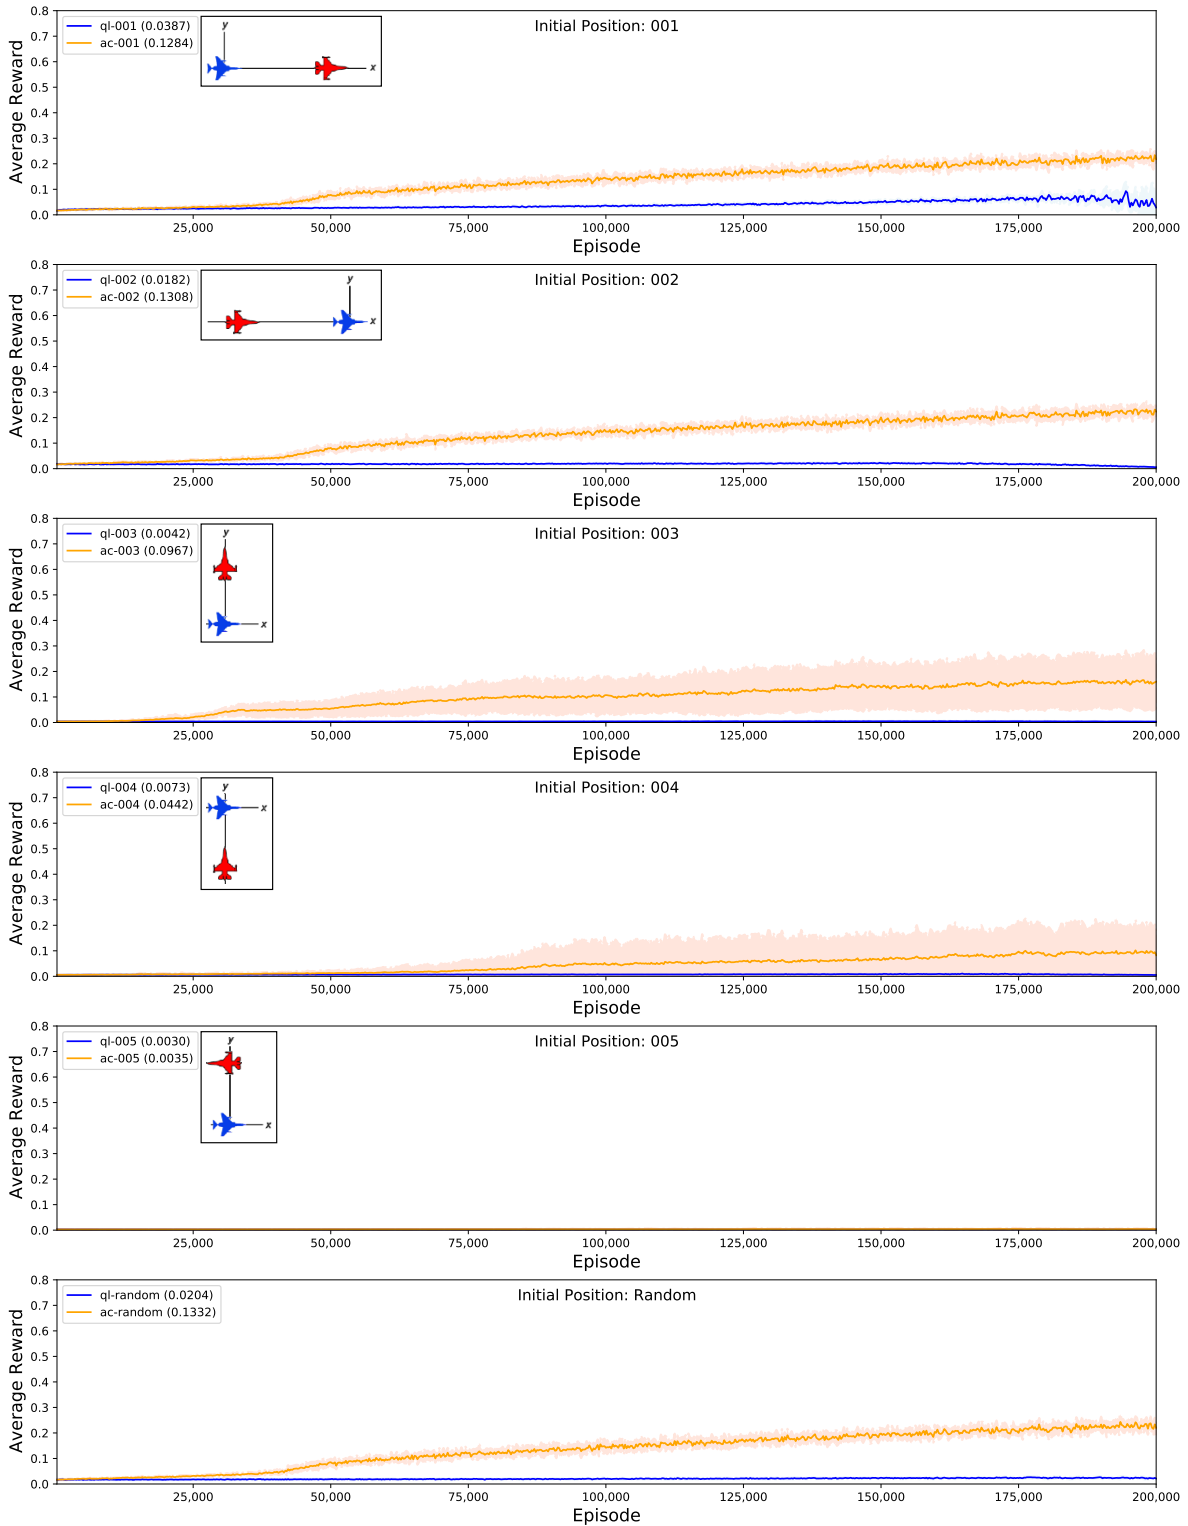 Initial Position: 001
ql-001 (0.0387)
ac-001 (0.1284)
y
x
Average Reward
0.8
0.7
0.6
0.5
0.4
0.3
0.2
0.1
0.0
25,000 50,000 75,000 100,000 125,000 150,000 175,000 200,000
Episode
Initial Position: 002
ql-002 (0.0182)
ac-002 (0.1308)
y
x
Average Reward
0.8
0.7
0.6
0.5
0.4
0.3
0.2
0.1
0.0
25,000 50,000 75,000 100,000 125,000 150,000 175,000 200,000
Episode
Initial Position: 003
ql-003 (0.0042)
ac-003 (0.0967)
y
x
Average Reward
0.8
0.7
0.6
0.5
0.4
0.3
0.2
0.1
0.0
25,000 50,000 75,000 100,000 125,000 150,000 175,000 200,000
Episode
Initial Position: 004
ql-004 (0.0073)
ac-004 (0.0442)
y
x
Average Reward
0.8
0.7
0.6
0.5
0.4
0.3
0.2
0.1
0.0
25,000 50,000 75,000 100,000 125,000 150,000 175,000 200,000
Episode
Initial Position: 005
ql-005 (0.0030)
ac-005 (0.0035)
y
x
Average Reward
0.8
0.7
0.6
0.5
0.4
0.3
0.2
0.1
0.0
25,000 50,000 75,000 100,000 125,000 150,000 175,000 200,000
Episode
Initial Position: Random
ql-random (0.0204)
ac-random (0.1332)
Average Reward
0.8
0.7
0.6
0.5
0.4
0.3
0.2
0.1
0.0
25,000 50,000 75,000 100,000 125,000 150,000 175,000 200,000
Episode